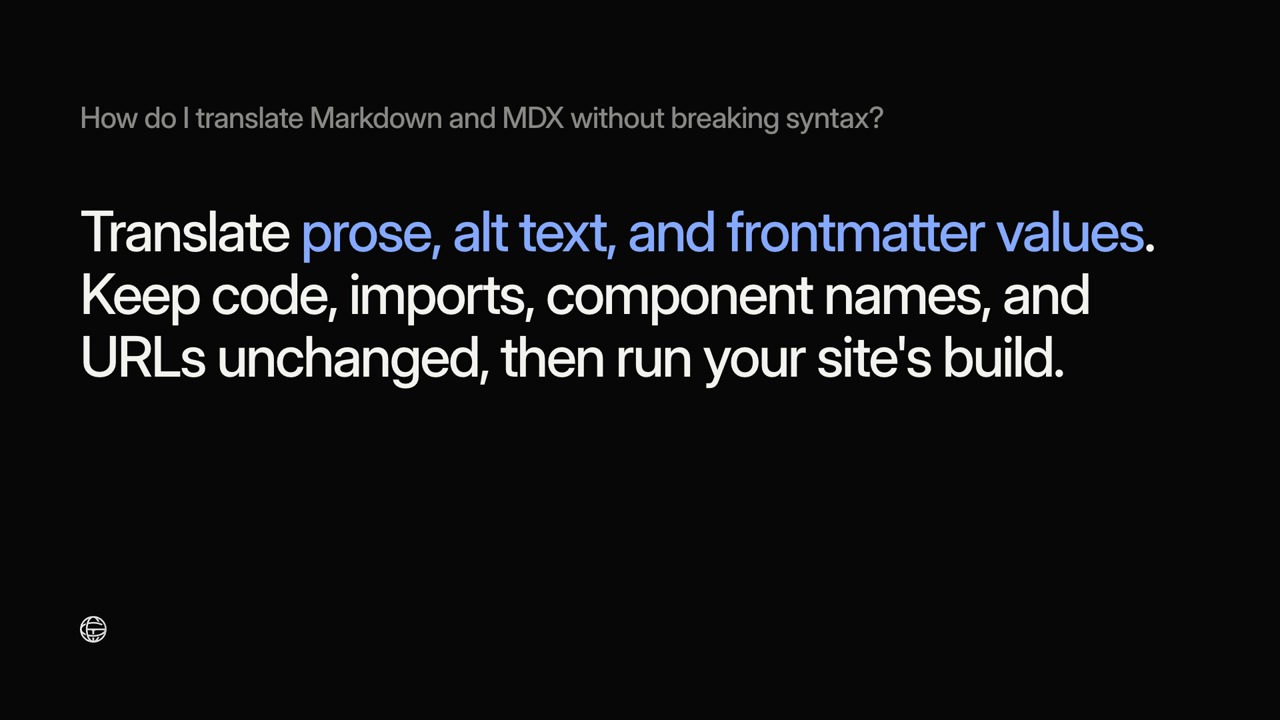 How do I translate Markdown and MDX without breaking syntax?
Translate prose, alt text, and frontmatter values.
Keep code, imports, component names, and
URLs unchanged, then run your site's build.